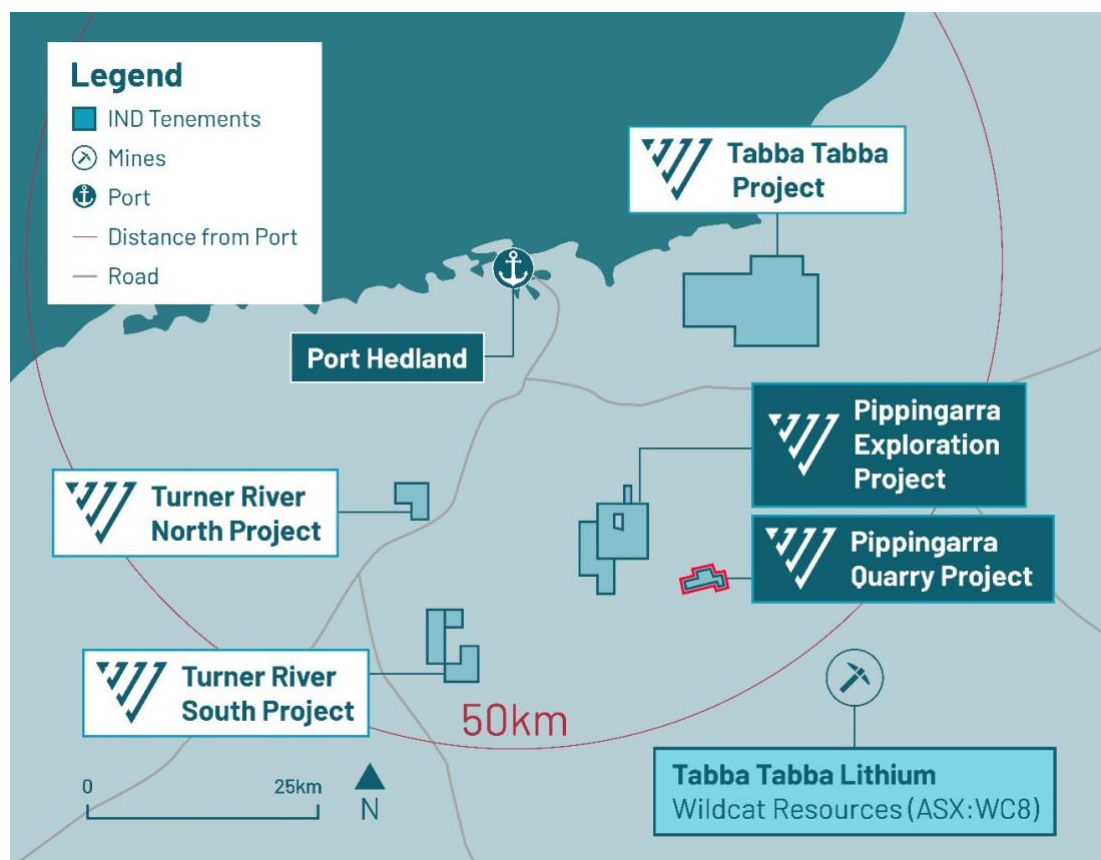 Legend
IND Tenements
Mines
Port
Distance from Port
Road
Tabba Tabba
Project
Port Hedland
Pippingarra
Exploration
Project
Turner River
North Project
Pippingarra
Quarry Project
Turner River
South Project
50km
0 25km
N
Tabba Tabba Lithium
Wildcat Resources (ASX:WC8)